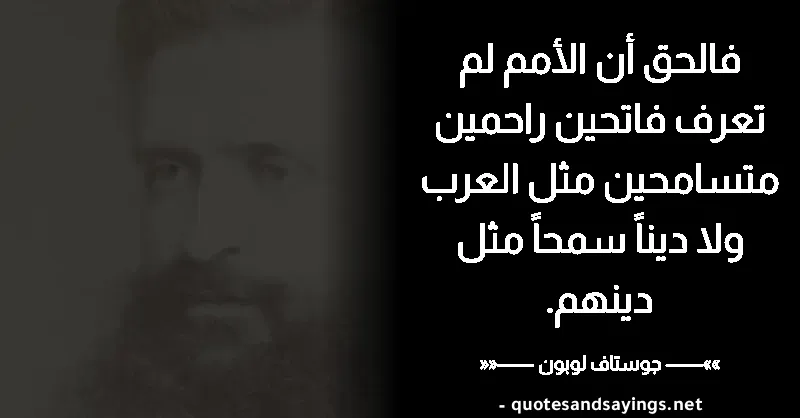 فالحق أن الأمم لم
تعرف فاتحين راحمين
متسامحين مثل العرب
ولا ديناً سمحاً مثل
دينهم.
»»—— جوستاف لوبون ——««
- quotesandsayings.net